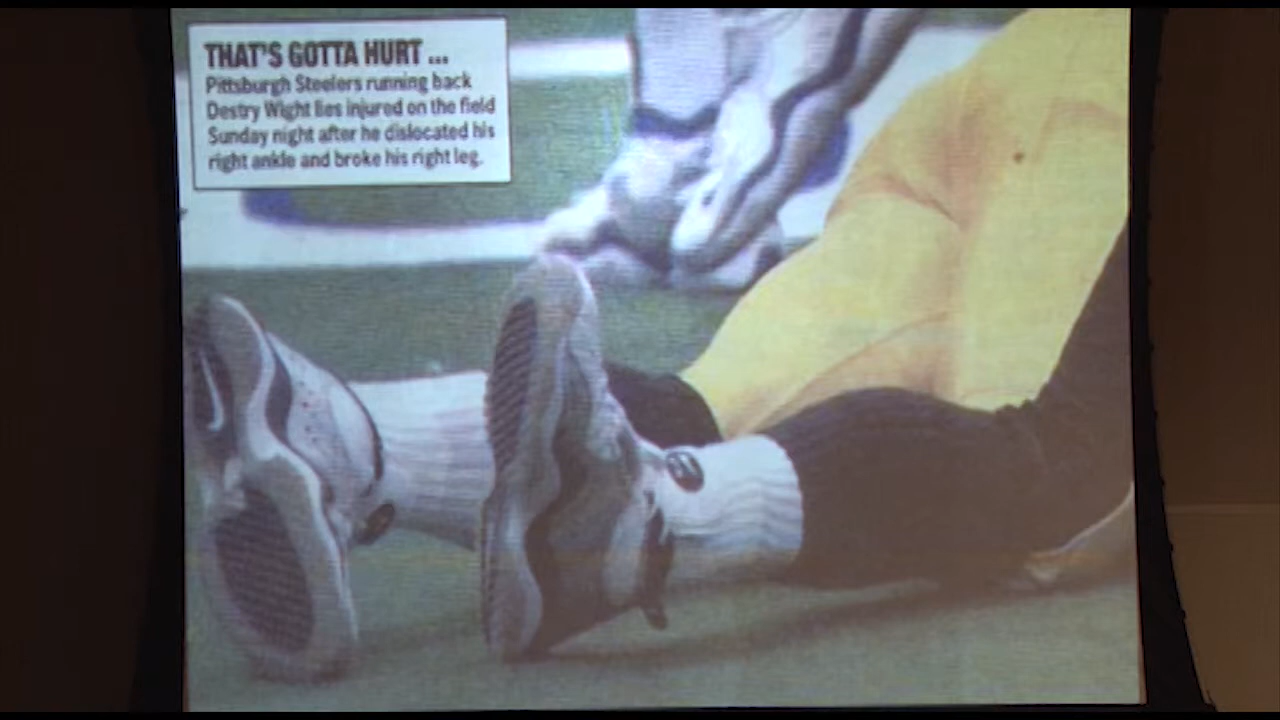 THAT'S GOTTA HURT ...
Pittsburgh Steelers running back
Destry Wight lies injured on the field
Sunday night after he dislocated his
right ankle and broke his right leg.